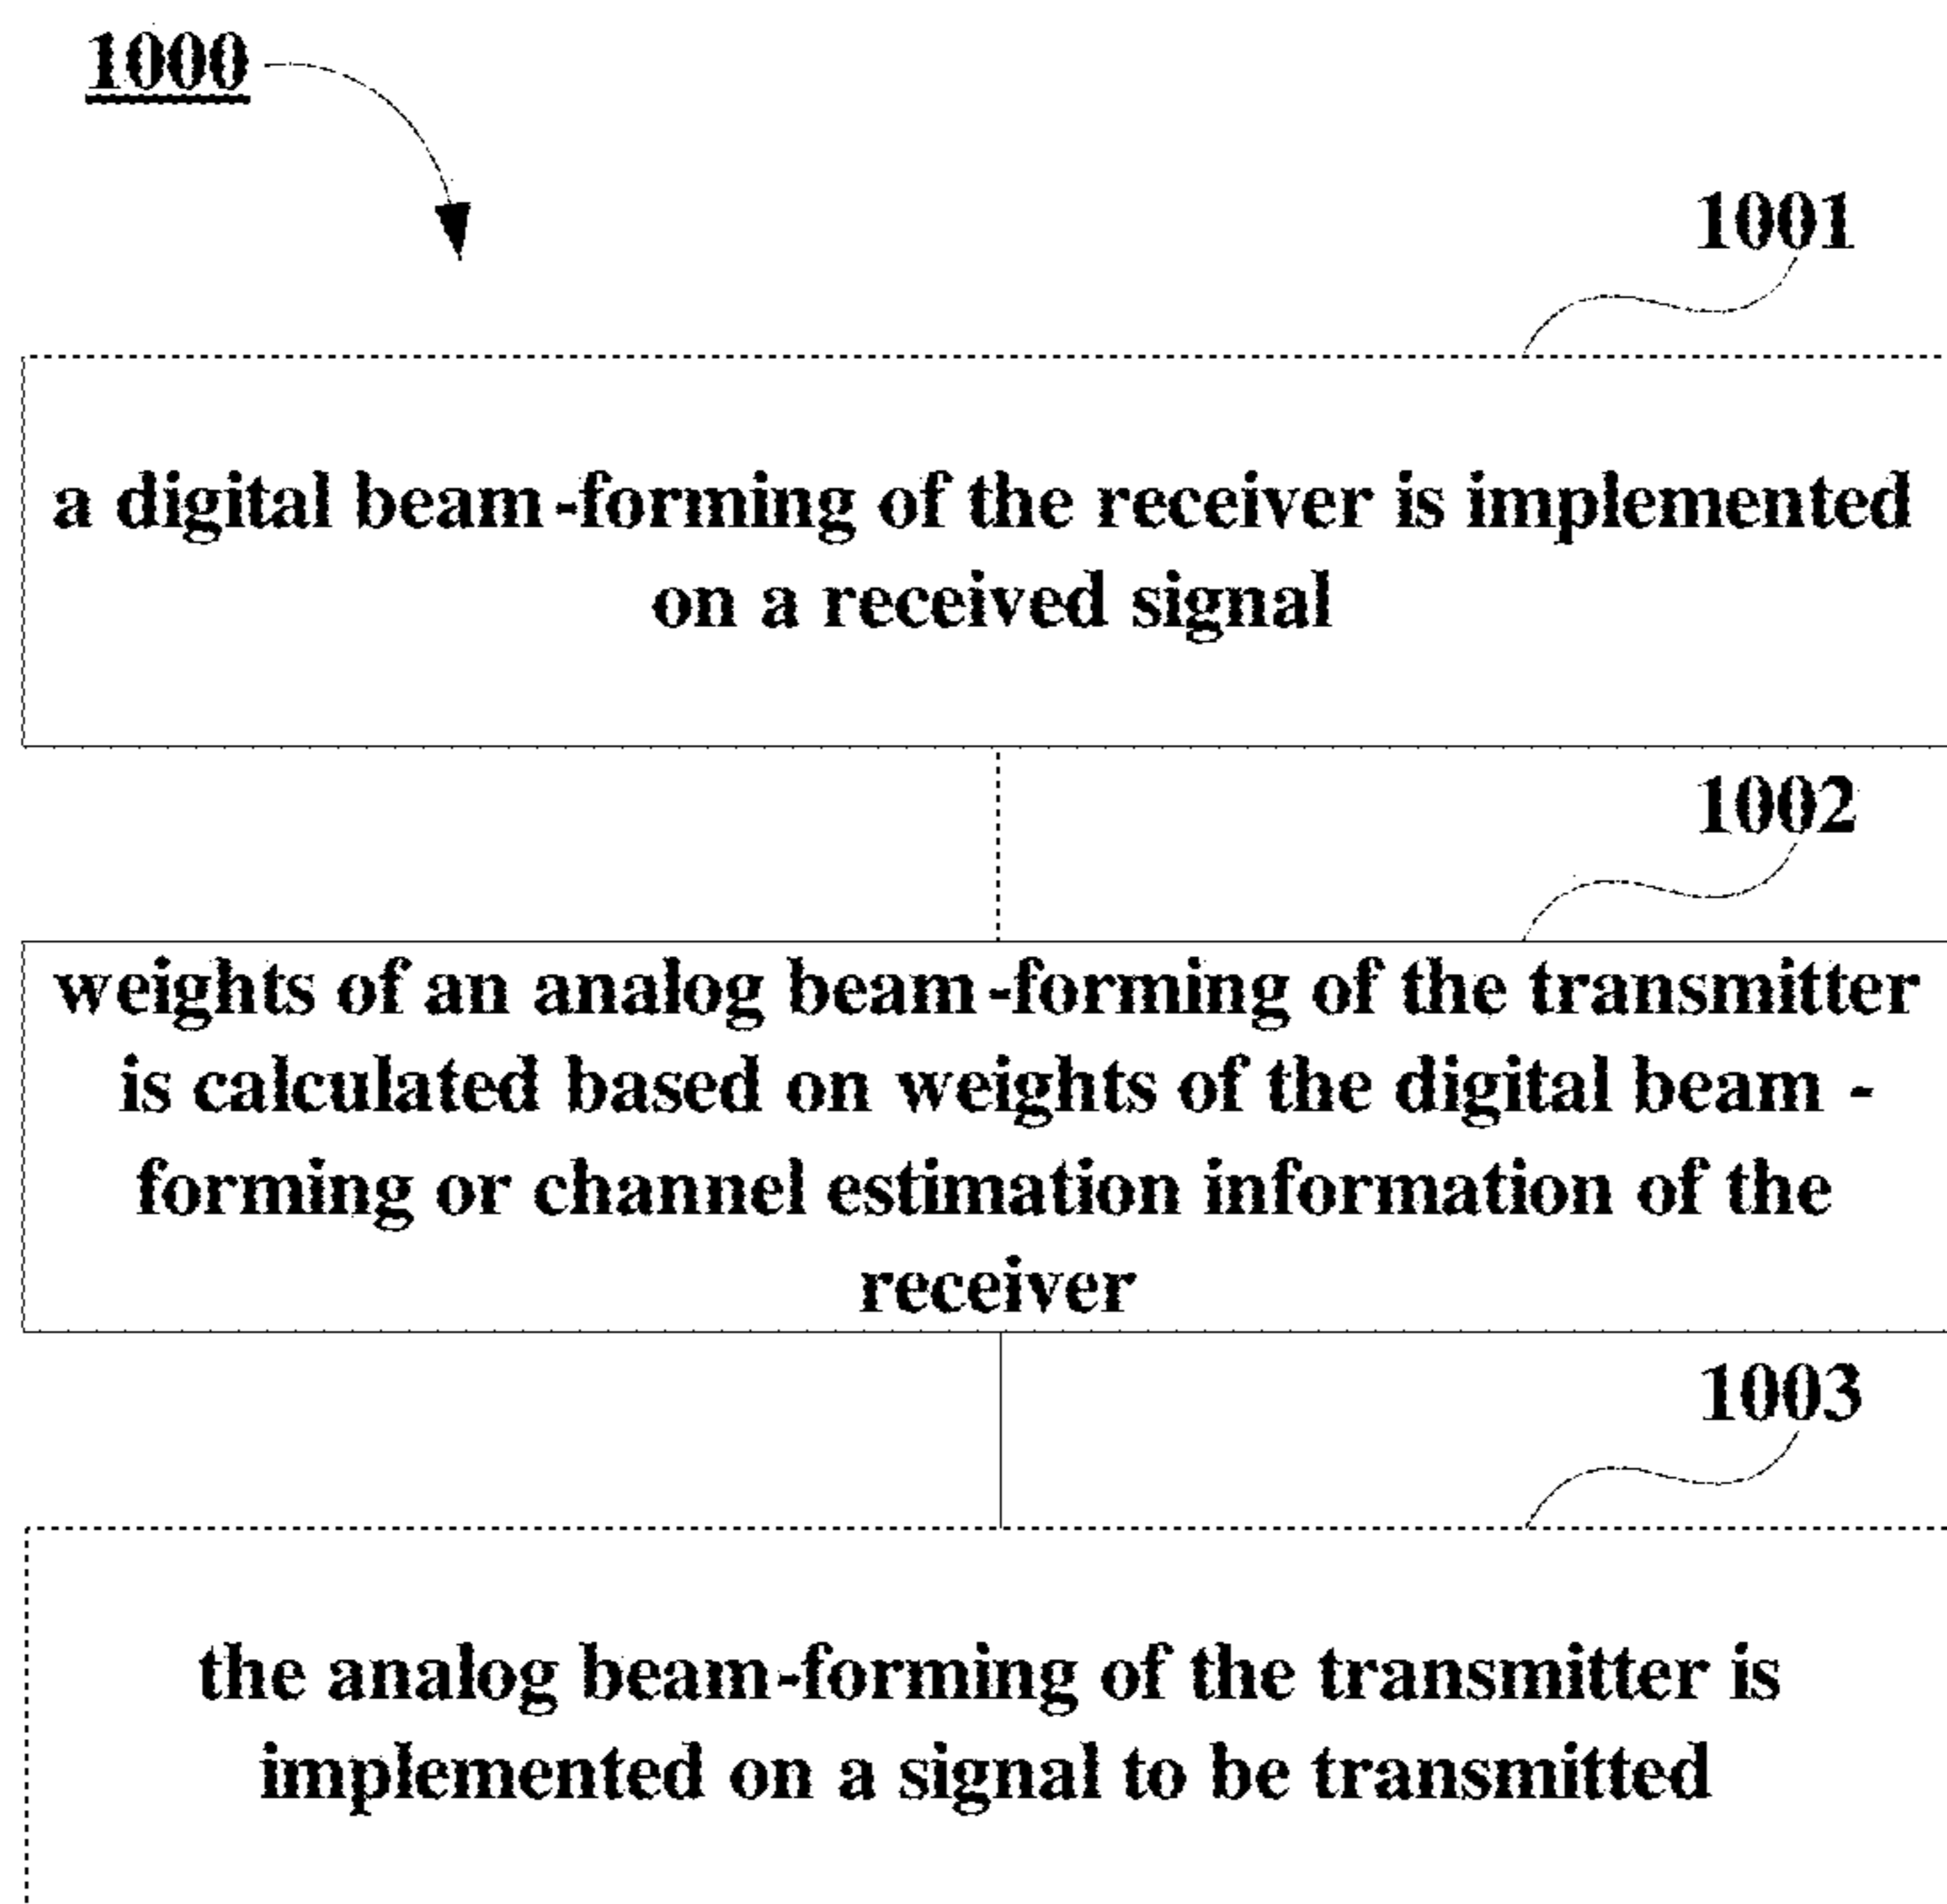 1000
1001
a digital beam-forming of the receiver is implemented
on a received signal
1002
weights of an analog beam-forming of the transmitter
is calculated based on weights of the digital beam -
forming or channel estimation information of the
receiver
1003
the analog beam-forming of the transmitter is
implemented on a signal to be transmitted